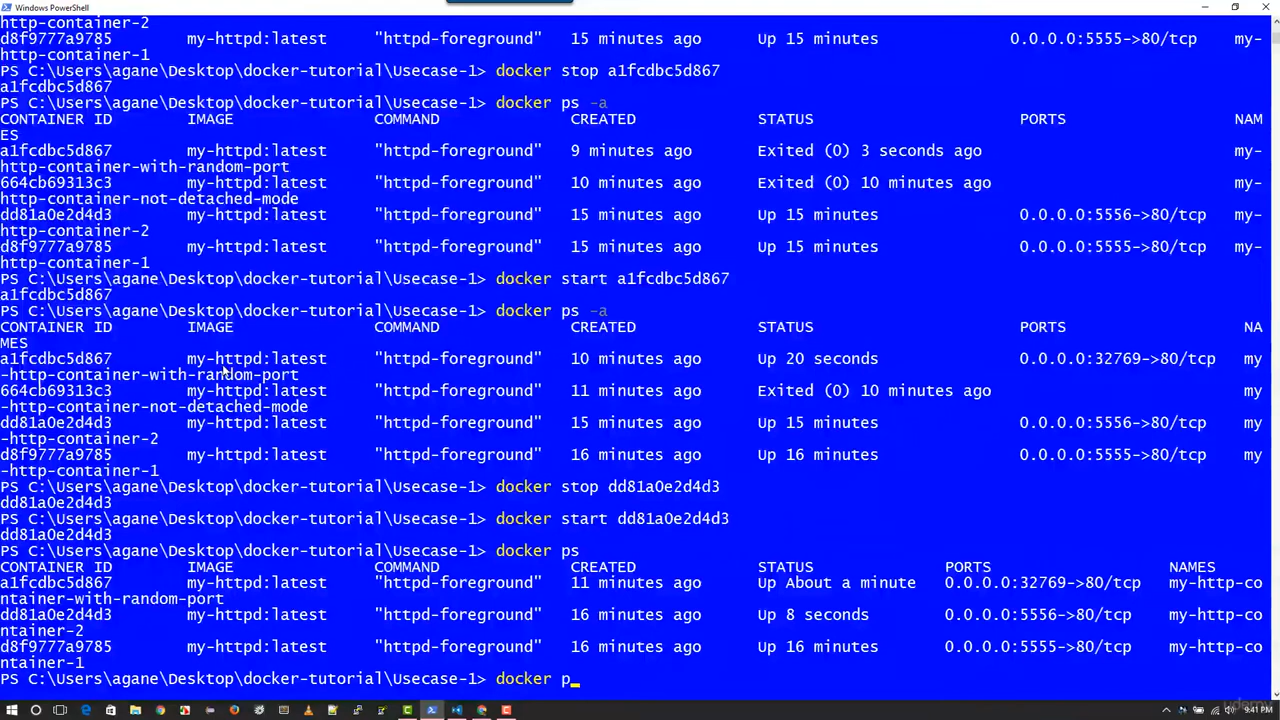 Windows PowerShell
http-container-2
d8f9777a9785 my-httpd:latest "httpd-foreground" 15 minutes ago Up 15 minutes 0.0.0.0:5555->80/tcp my-
http-container-1
PS C:\Users\agane\Desktop\docker-tutorial\Usecase-1> docker stop a1fcdbc5d867
a1fcdbc5d867
PS C:\Users\agane\Desktop\docker-tutorial\Usecase-1> docker ps -a
CONTAINER ID IMAGE COMMAND CREATED STATUS PORTS NAM
ES
a1fcdbc5d867 my-httpd:latest "httpd-foreground" 9 minutes ago Exited (0) 3 seconds ago my-
http-container-with-random-port
664cb69313c3 my-httpd:latest "httpd-foreground" 10 minutes ago Exited (0) 10 minutes ago my-
http-container-not-detached-mode
dd81a0e2d4d3 my-httpd:latest "httpd-foreground" 15 minutes ago Up 15 minutes 0.0.0.0:5556->80/tcp my-
http-container-2
d8f9777a9785 my-httpd:latest "httpd-foreground" 15 minutes ago Up 15 minutes 0.0.0.0:5555->80/tcp my-
http-container-1
PS C:\Users\agane\Desktop\docker-tutorial\Usecase-1> docker start a1fcdbc5d867
a1fcdbc5d867
PS C:\Users\agane\Desktop\docker-tutorial\Usecase-1> docker ps -a
CONTAINER ID IMAGE COMMAND CREATED STATUS PORTS NA
MES
a1fcdbc5d867 my-httpd:latest "httpd-foreground" 10 minutes ago Up 20 seconds 0.0.0.0:32769->80/tcp my
-http-container-with-random-port
664cb69313c3 my-httpd:latest "httpd-foreground" 11 minutes ago Exited (0) 10 minutes ago my
-http-container-not-detached-mode
dd81a0e2d4d3 my-httpd:latest "httpd-foreground" 15 minutes ago Up 15 minutes 0.0.0.0:5556->80/tcp my
-http-container-2
d8f9777a9785 my-httpd:latest "httpd-foreground" 16 minutes ago Up 16 minutes 0.0.0.0:5555->80/tcp my
-http-container-1
PS C:\Users\agane\Desktop\docker-tutorial\Usecase-1> docker stop dd81a0e2d4d3
dd81a0e2d4d3
PS C:\Users\agane\Desktop\docker-tutorial\Usecase-1> docker start dd81a0e2d4d3
dd81a0e2d4d3
PS C:\Users\agane\Desktop\docker-tutorial\Usecase-1> docker ps
CONTAINER ID IMAGE COMMAND CREATED STATUS PORTS NAMES
a1fcdbc5d867 my-httpd:latest "httpd-foreground" 11 minutes ago Up About a minute 0.0.0.0:32769->80/tcp my-http-co
ntainer-with-random-port
dd81a0e2d4d3 my-httpd:latest "httpd-foreground" 16 minutes ago Up 8 seconds 0.0.0.0:5556->80/tcp my-http-co
ntainer-2
d8f9777a9785 my-httpd:latest "httpd-foreground" 16 minutes ago Up 16 minutes 0.0.0.0:5555->80/tcp my-http-co
ntainer-1
PS C:\Users\agane\Desktop\docker-tutorial\Usecase-1> docker p_
udemy
9:41 PM